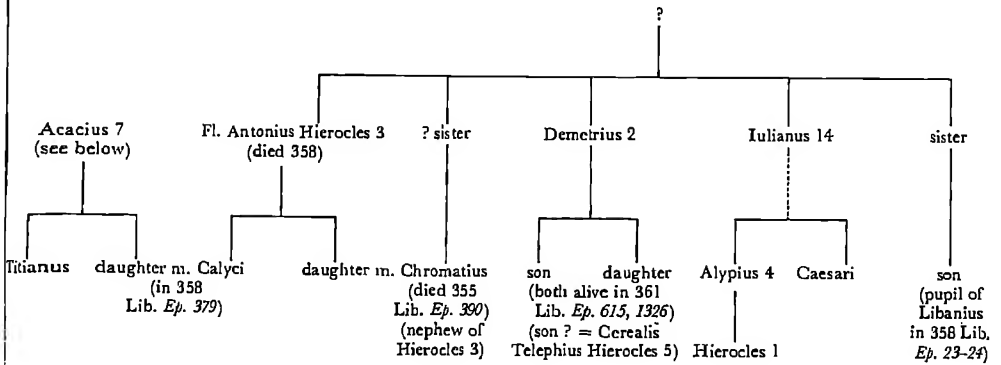 ?
Acacius 7
(see below)
Fl. Antonius Hierocles 3
(died 358)
? sister
Demetrius 2
Iulianus 14
sister
Titianus
daughter m. Calyci
(in 358
Lib. Ep. 379)
daughter m. Chromatius
(died 355
Lib. Ep. 390)
(nephew of
Hierocles 3)
son daughter
(both alive in 361
Lib. Ep. 615, 1326)
(son ? = Cerealis
Telephius Hierocles 5)
Alypius 4
Hierocles 1
Caesari
son
(pupil of
Libanius
in 358 Lib.
Ep. 23-24)